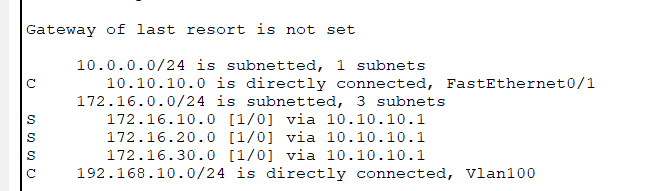 Gateway of last resort is not set
10.0.0.0/24 is subnetted, 1 subnets
C 10.10.10.0 is directly connected, FastEthernet0/1
172.16.0.0/24 is subnetted, 3 subnets
S 172.16.10.0 [1/0] via 10.10.10.1
S 172.16.20.0 [1/0] via 10.10.10.1
S 172.16.30.0 [1/0] via 10.10.10.1
C 192.168.10.0/24 is directly connected, Vlan100